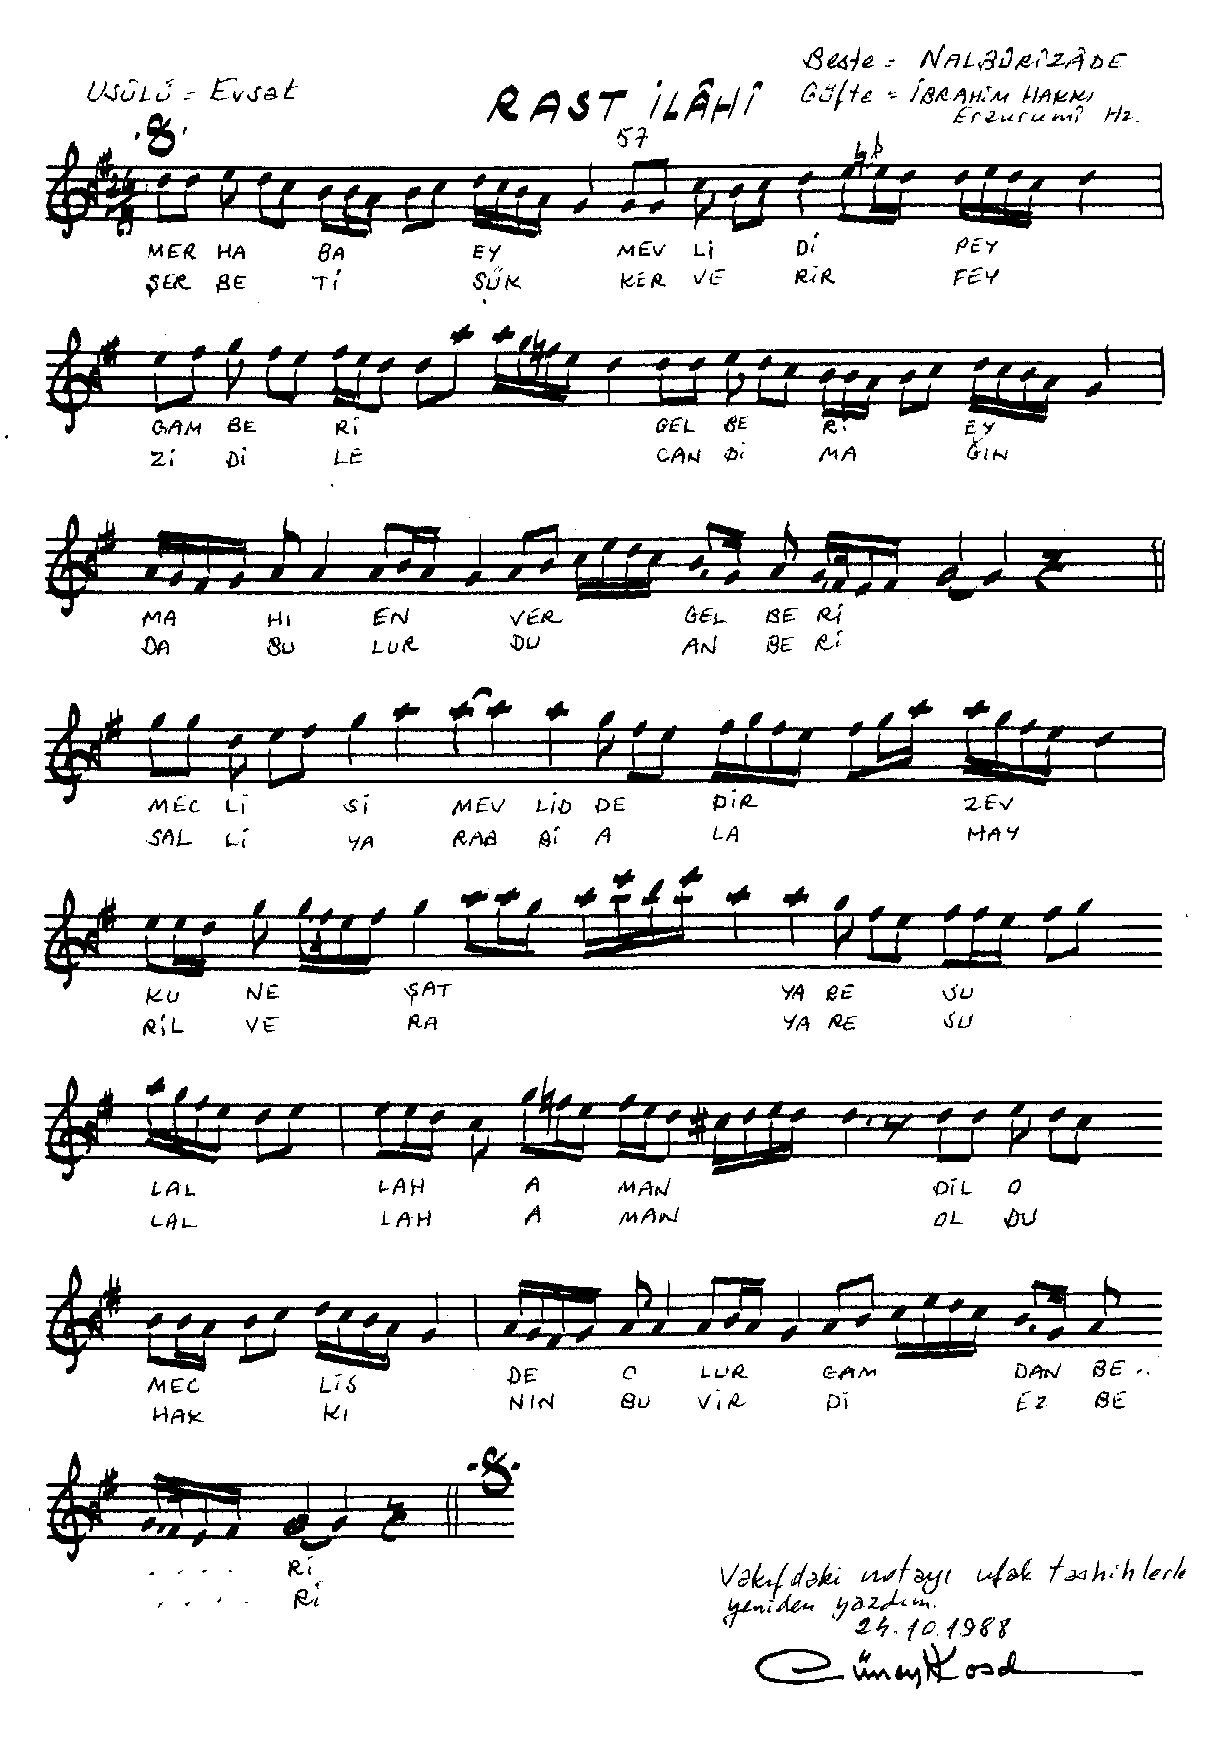 Usûlü = Evsat
RAST İLÂHİ
57
Beste = NALBÛRÎZÂDE
Güfte = İBRAHİM HAKKI
Erzurumî Hz.
MER HA BA EY MEV Lİ Dİ PEY
ŞER BE Tİ ŞÜK KER VE RİR FEY
GAM BE Rİ GEL BE Rİ EY
Zİ Dİ LE CAN Dİ MA ĞIN
MA HI EN VER GEL BE Rİ
DA BU LUR DU AN BE Rİ
MEC Lİ Sİ MEV LİD DE DİR ZEV
SAL Lİ YA RAB Bİ A LA HAY
KU NE ŞAT YA RE SU
RİL VE RA YA RE SU
LAL LAH A MAN DİL O
LAL LAH A MAN OL DU
MEC LİS DE O LUR GAM DAN BE ..
HAK KI NIN BU VİR Dİ EZ BE
. . . . Rİ
. . . . Rİ
Vakıfdaki notayı ufak tashihlerle
yeniden yazdım.
24.10.1988